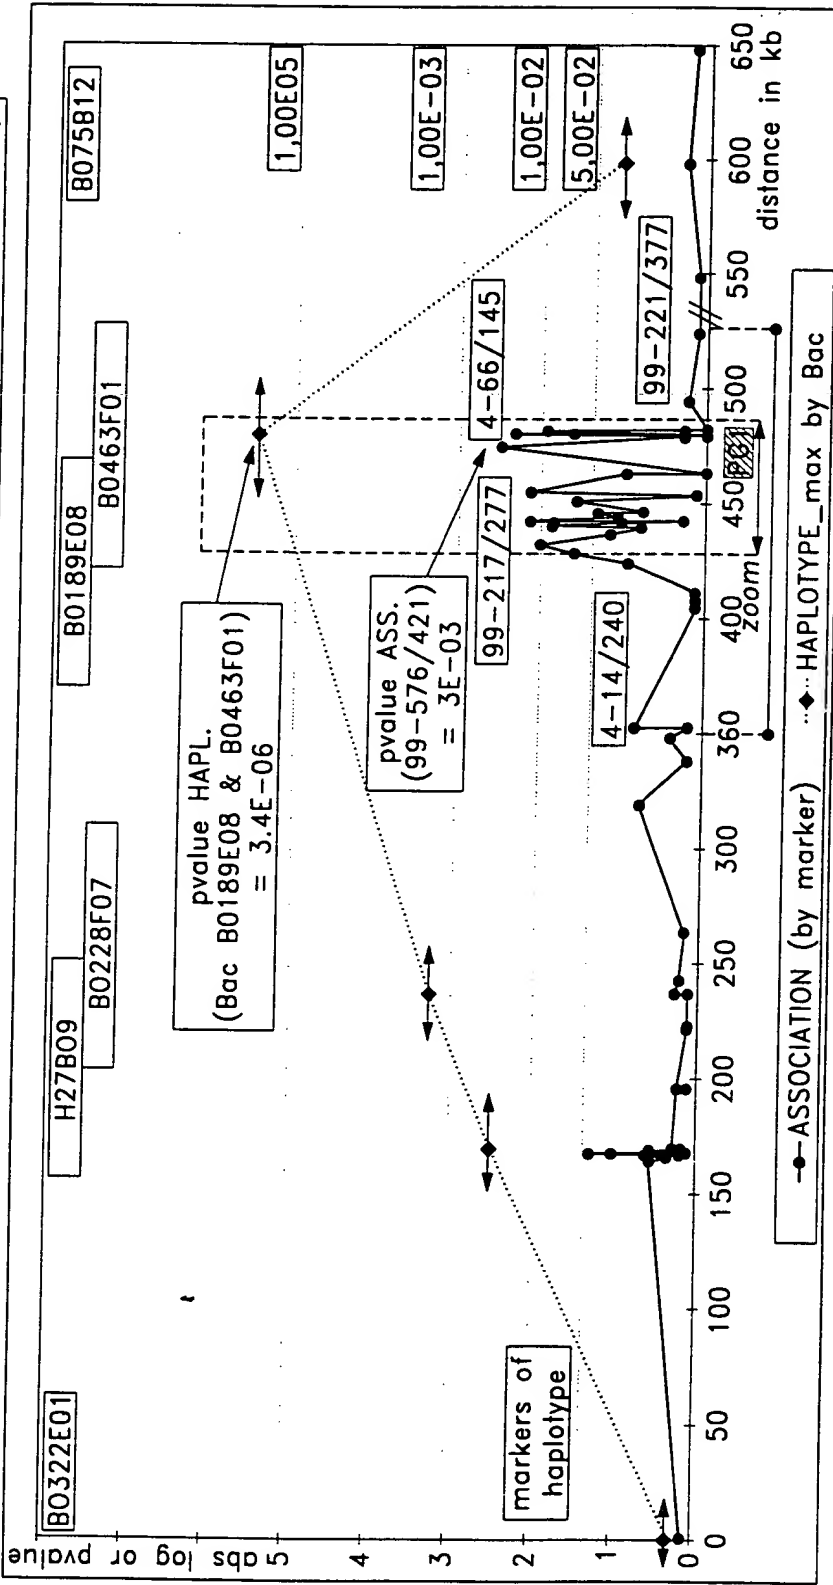 B0322E01
H27B09
B0228F07
B0189E08
B0463F01
B075B12
abs log or pvalue
5
4
3
2
1
0
1,00E05
1,00E-03
1,00E-02
5,00E-02
pvalue HAPL.
(Bac B0189E08 & B0463F01)
= 3.4E-06
pvalue ASS.
(99-576/421)
= 3E-03
markers of
haplotype
4-14/240
99-217/277
4-66/145
99-221/377
PG1
zoom
0
50
100
150
200
250
300
360
400
450
500
550
600
650
distance in kb
ASSOCIATION (by marker)
HAPLOTYPE_max by Bac